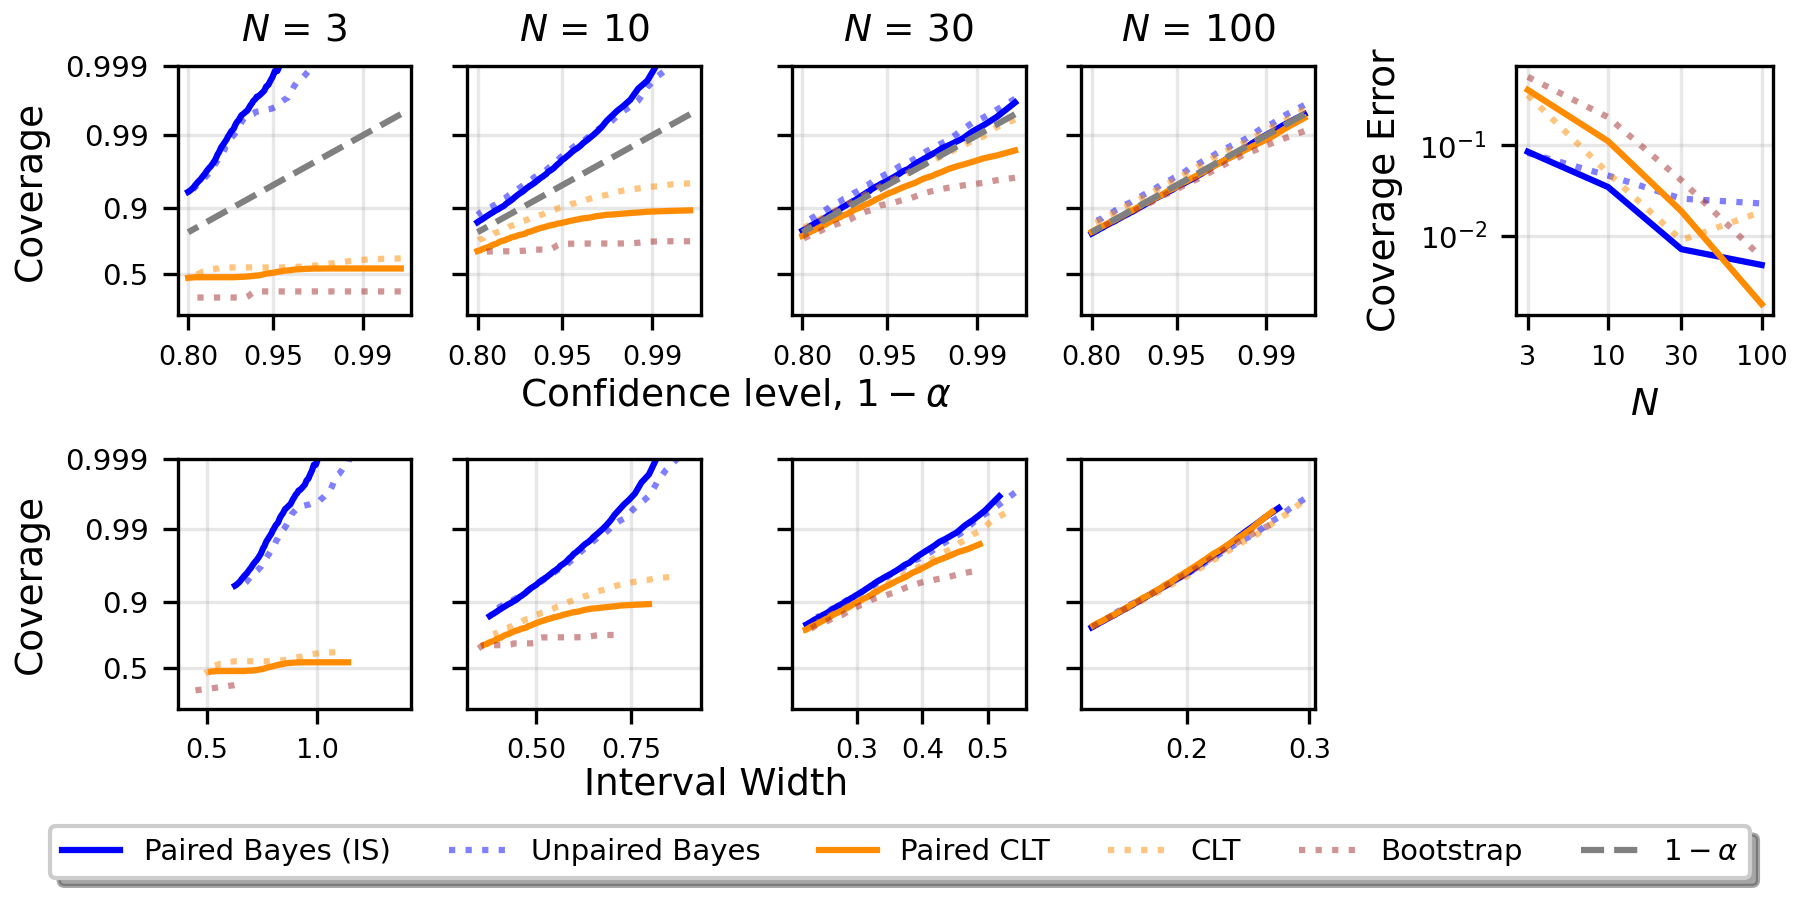 N = 3
N = 10
N = 30
N = 100
Coverage
0.999
0.99
0.9
0.5
0.80 0.95 0.99
0.80 0.95 0.99
0.80 0.95 0.99
0.80 0.95 0.99
Confidence level, 1 − α
Coverage Error
10⁻¹
10⁻²
3 10 30 100
N
Coverage
0.999
0.99
0.9
0.5
0.5 1.0
0.50 0.75
0.3 0.4 0.5
0.2 0.3
Interval Width
Paired Bayes (IS) Unpaired Bayes Paired CLT CLT Bootstrap 1 − α